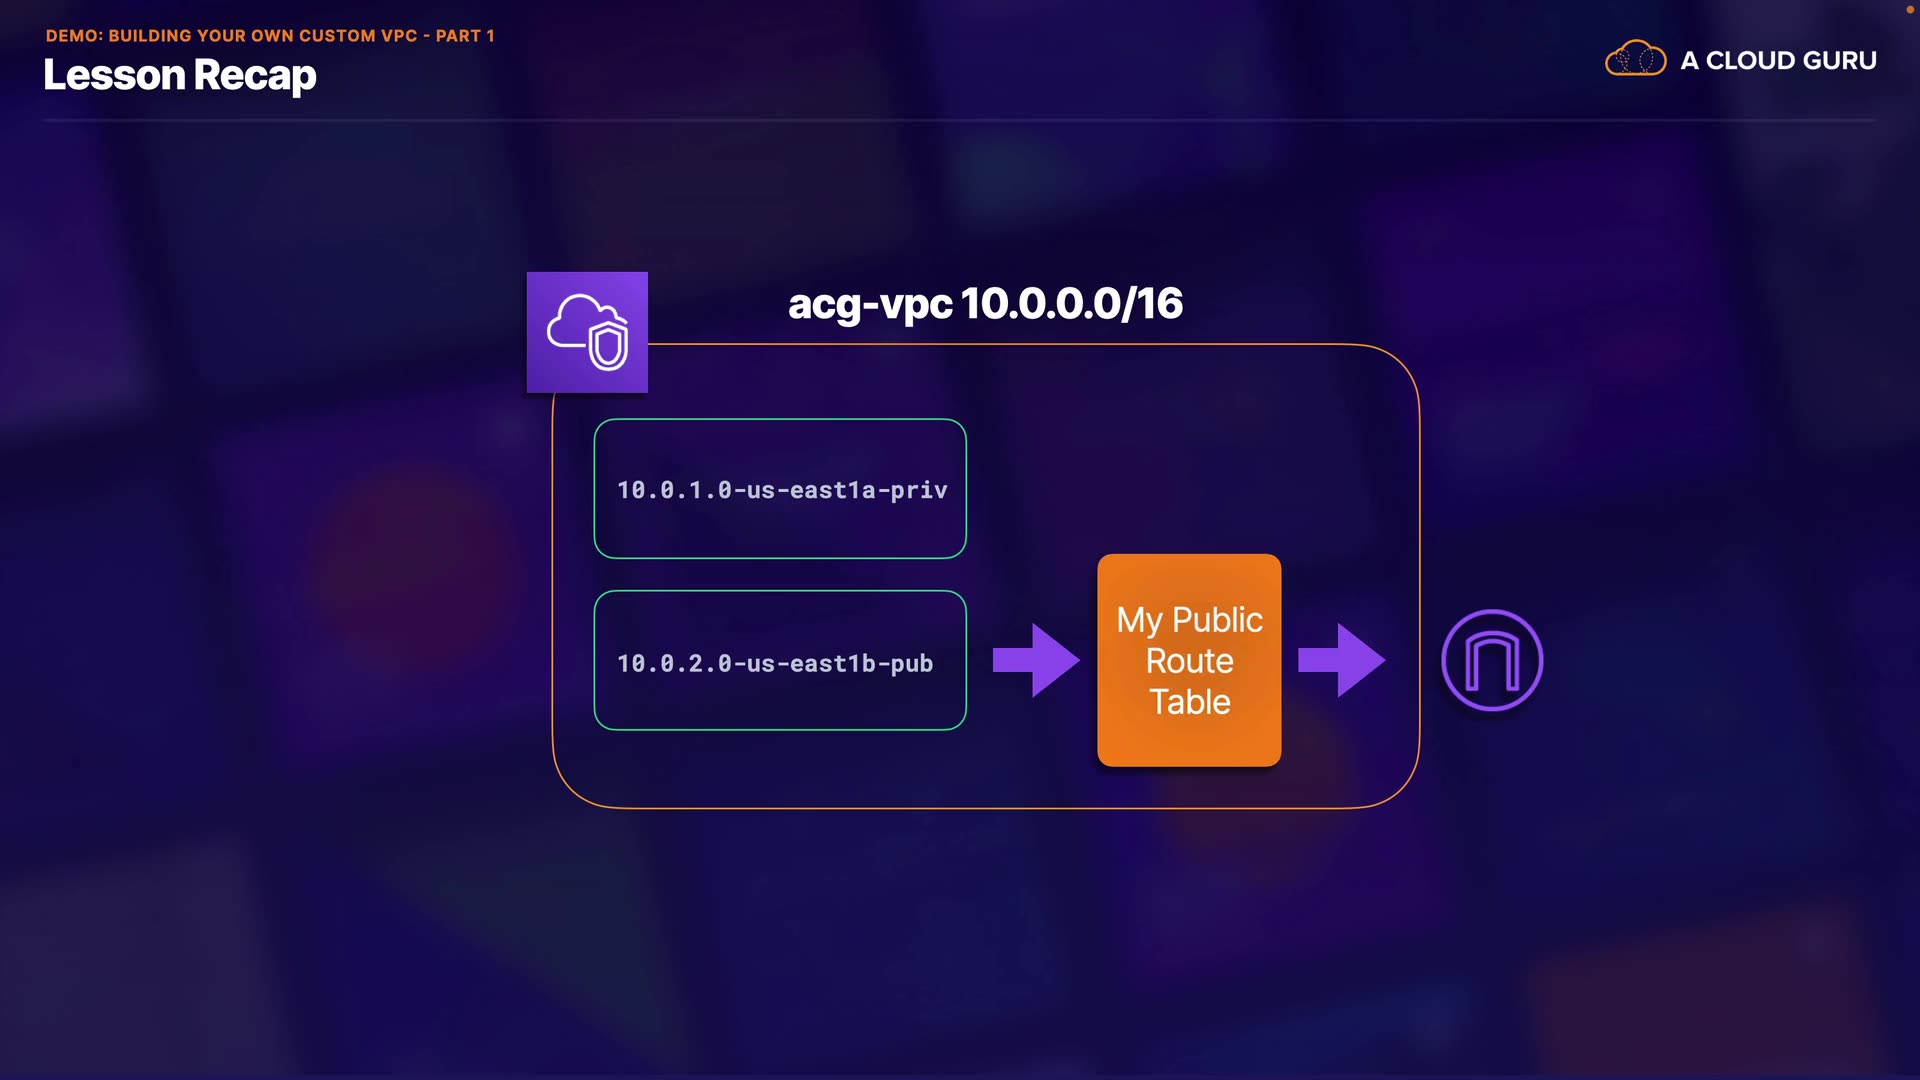 DEMO: BUILDING YOUR OWN CUSTOM VPC - PART 1
Lesson Recap
A CLOUD GURU
acg-vpc 10.0.0.0/16
10.0.1.0-us-east1a-priv
10.0.2.0-us-east1b-pub
My Public
Route
Table